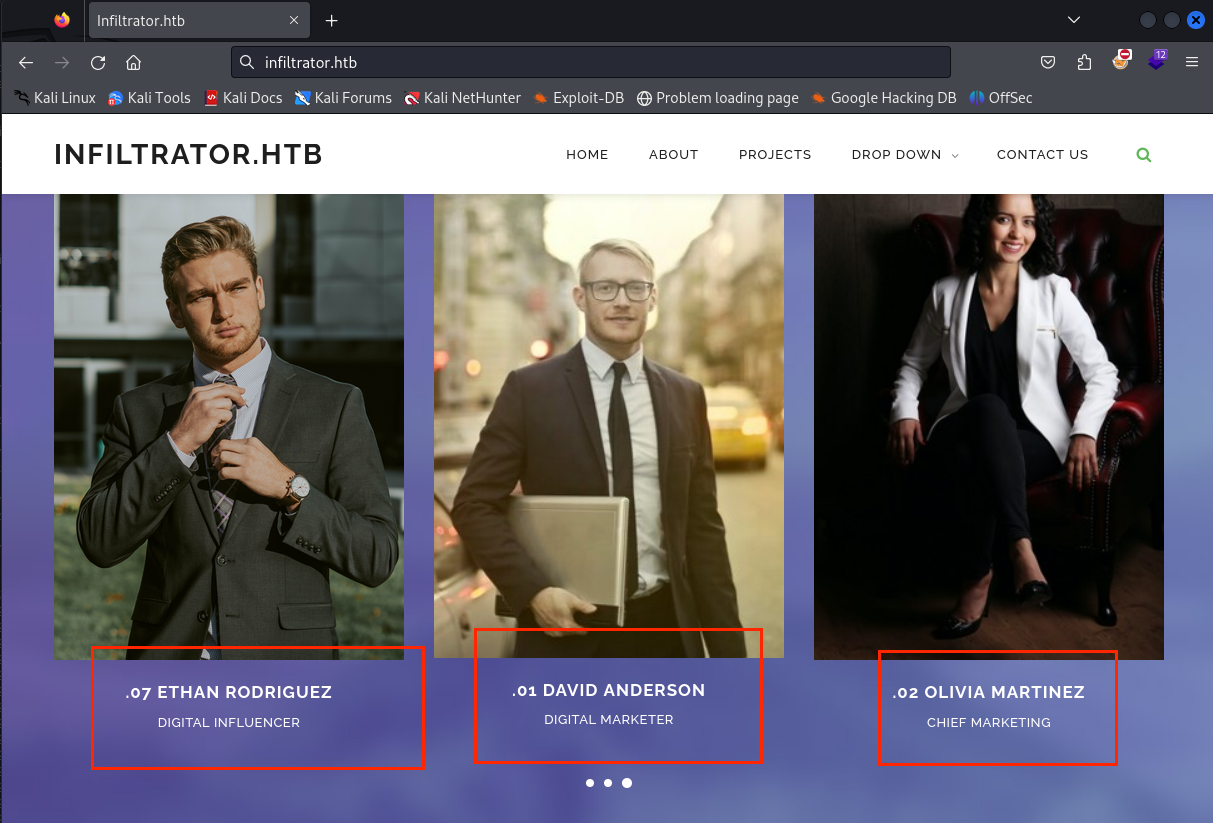 Infiltrator.htb
infiltrator.htb
12
Kali Linux Kali Tools Kali Docs Kali Forums Kali NetHunter Exploit-DB Problem loading page Google Hacking DB OffSec
INFILTRATOR.HTB HOME ABOUT PROJECTS DROP DOWN CONTACT US
.07 ETHAN RODRIGUEZ
DIGITAL INFLUENCER
.01 DAVID ANDERSON
DIGITAL MARKETER
.02 OLIVIA MARTINEZ
CHIEF MARKETING